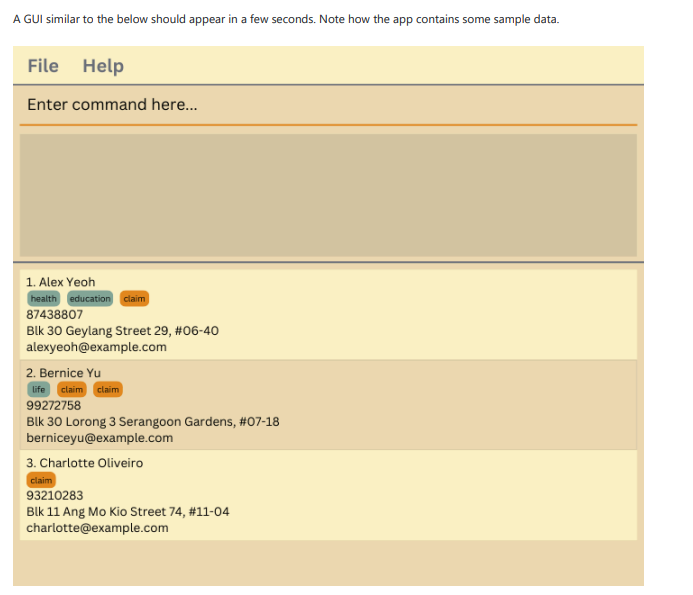 A GUI similar to the below should appear in a few seconds. Note how the app contains some sample data.
File Help
Enter command here...
1. Alex Yeoh
health education claim
87438807
Blk 30 Geylang Street 29, #06-40
alexyeoh@example.com
2. Bernice Yu
life claim claim
99272758
Blk 30 Lorong 3 Serangoon Gardens, #07-18
berniceyu@example.com
3. Charlotte Oliveiro
claim
93210283
Blk 11 Ang Mo Kio Street 74, #11-04
charlotte@example.com